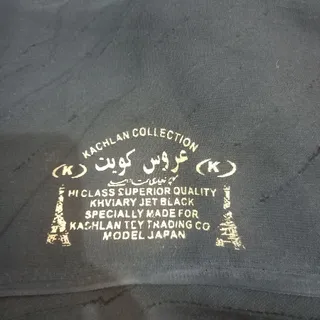 KACHLAN COLLECTION
(K) عروس كويت (K)
HI CLASS SUPERIOR QUALITY
KHVIARY JET BLACK
SPECIALLY MADE FOR
KACHLAN TEY TRADING CO
MODEL JAPAN